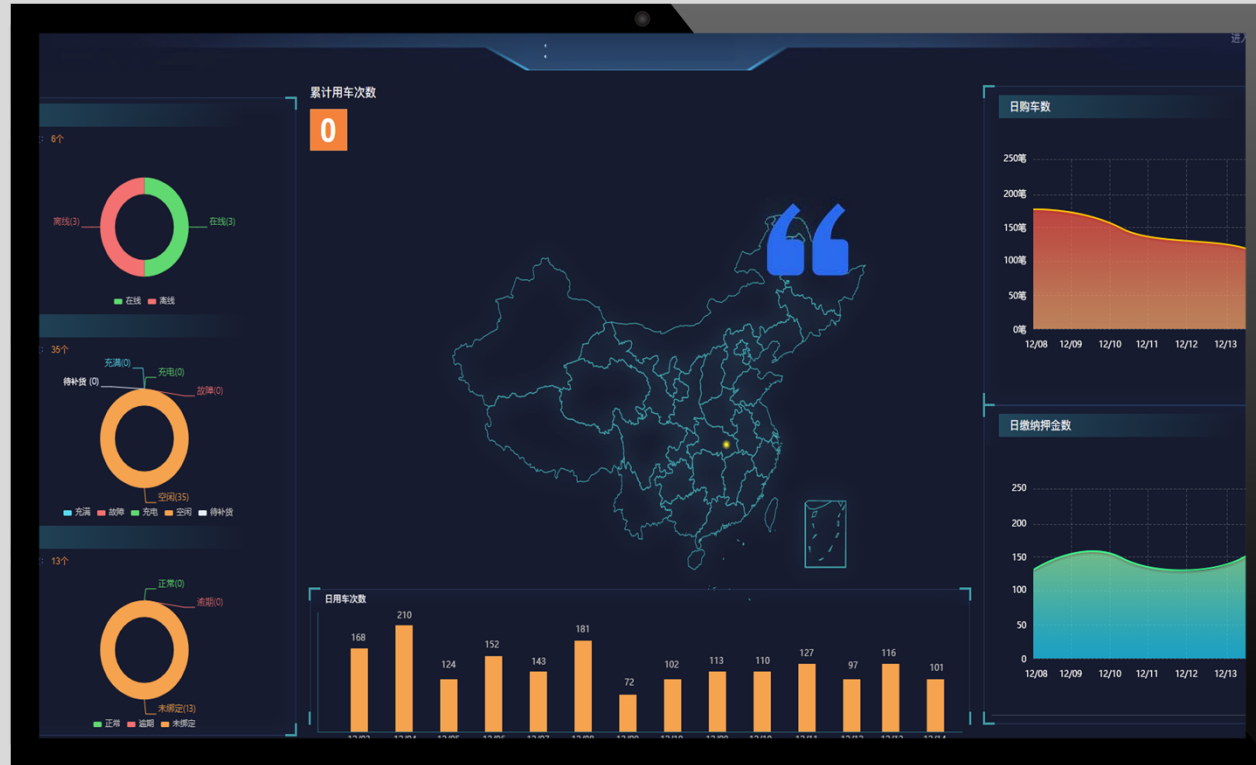 进入
累计用车次数
0
: 6个
离线(3)
在线(3)
在线 离线
: 35个
充满(0)
充电(0)
待补货 (0)
故障(0)
空闲(35)
充满 故障 充电 空闲 待补货
: 13个
正常(0)
逾期(0)
未绑定(13)
正常 逾期 未绑定
日用车次数
168 210 124 152 143 181 72 102 113 110 127 97 116 101
日购车数
250笔
200笔
150笔
100笔
50笔
0笔
12/08 12/09 12/10 12/11 12/12 12/13
日缴纳押金数
250
200
150
100
50
0
12/08 12/09 12/10 12/11 12/12 12/13